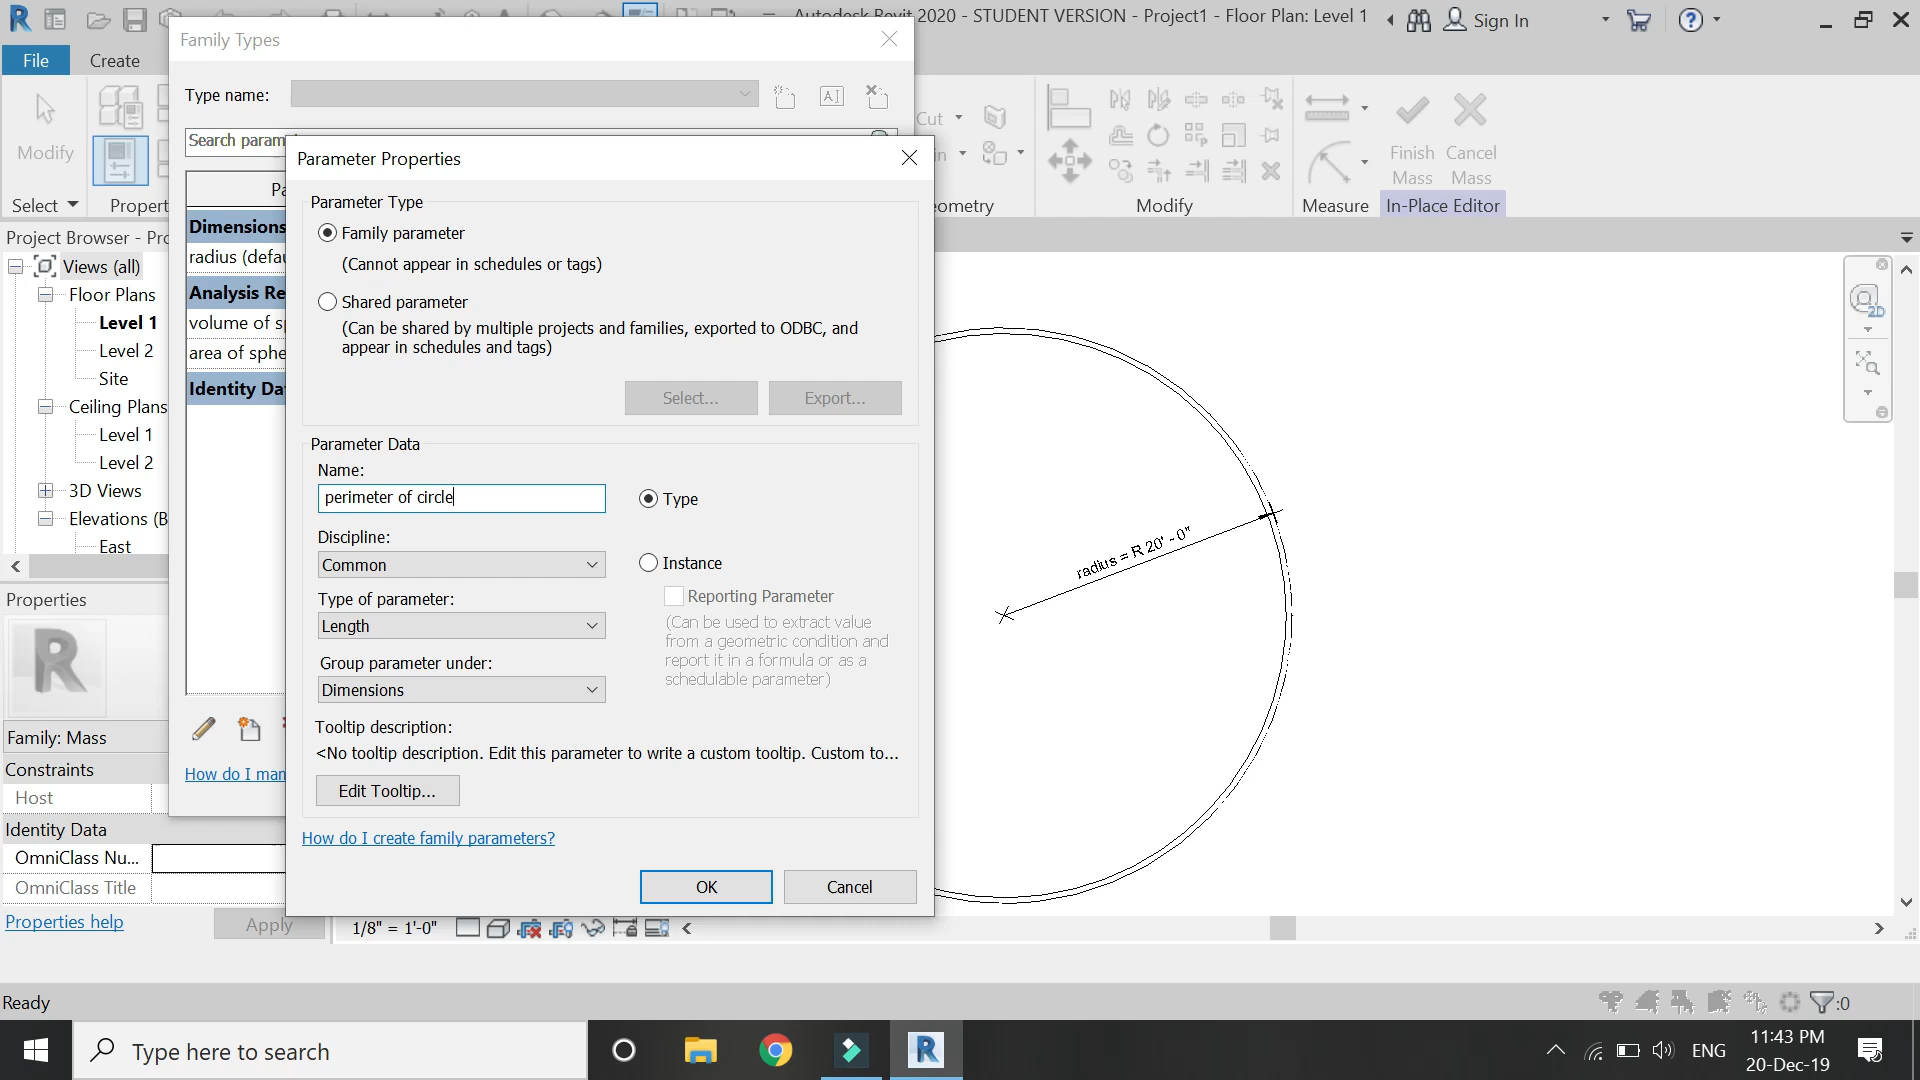 Autodesk Revit 2020 - STUDENT VERSION - Project1 - Floor Plan: Level 1
Sign In
Family Types
File
Create
Type name:
Modify
Search param
Cut
Parameter Properties
Finish
Mass
Cancel
Mass
Select
Propert
Modify
Measure
In-Place Editor
Parameter Type
Family parameter
(Cannot appear in schedules or tags)
Shared parameter
(Can be shared by multiple projects and families, exported to ODBC, and
appear in schedules and tags)
Select...
Export...
Project Browser - Pro
Views (all)
Floor Plans
Level 1
Level 2
Site
Ceiling Plans
Level 1
Level 2
3D Views
Elevations (B
East
Dimensions
radius (defau
Analysis Re
volume of sp
area of sphe
Identity Da
2D
Parameter Data
Name:
perimeter of circle
Type
Discipline:
Common
Instance
Type of parameter:
Length
Reporting Parameter
(Can be used to extract value
from a geometric condition and
report it in a formula or as a
schedulable parameter)
Group parameter under:
Dimensions
Tooltip description:
<No tooltip description. Edit this parameter to write a custom tooltip. Custom to...
Edit Tooltip...
How do I create family parameters?
OK
Cancel
radius = R 20' - 0"
Properties
R
Family: Mass
Constraints
Host
Identity Data
OmniClass Nu...
OmniClass Title
How do I man
Properties help
Apply
1/8" = 1'-0"
Ready
:0
Type here to search
ENG
11:43 PM
20-Dec-19